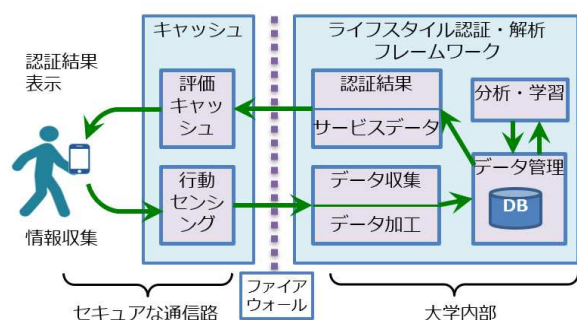 キャッシュ
ライフスタイル認証・解析
フレームワーク
認証結果
表示
評価
キャッ
シュ
認証結果
サービスデータ
分析・学習
行動
センシ
ング
データ収集
データ加工
データ管理
DB
情報収集
セキュアな通信路
ファイア
ウォール
大学内部